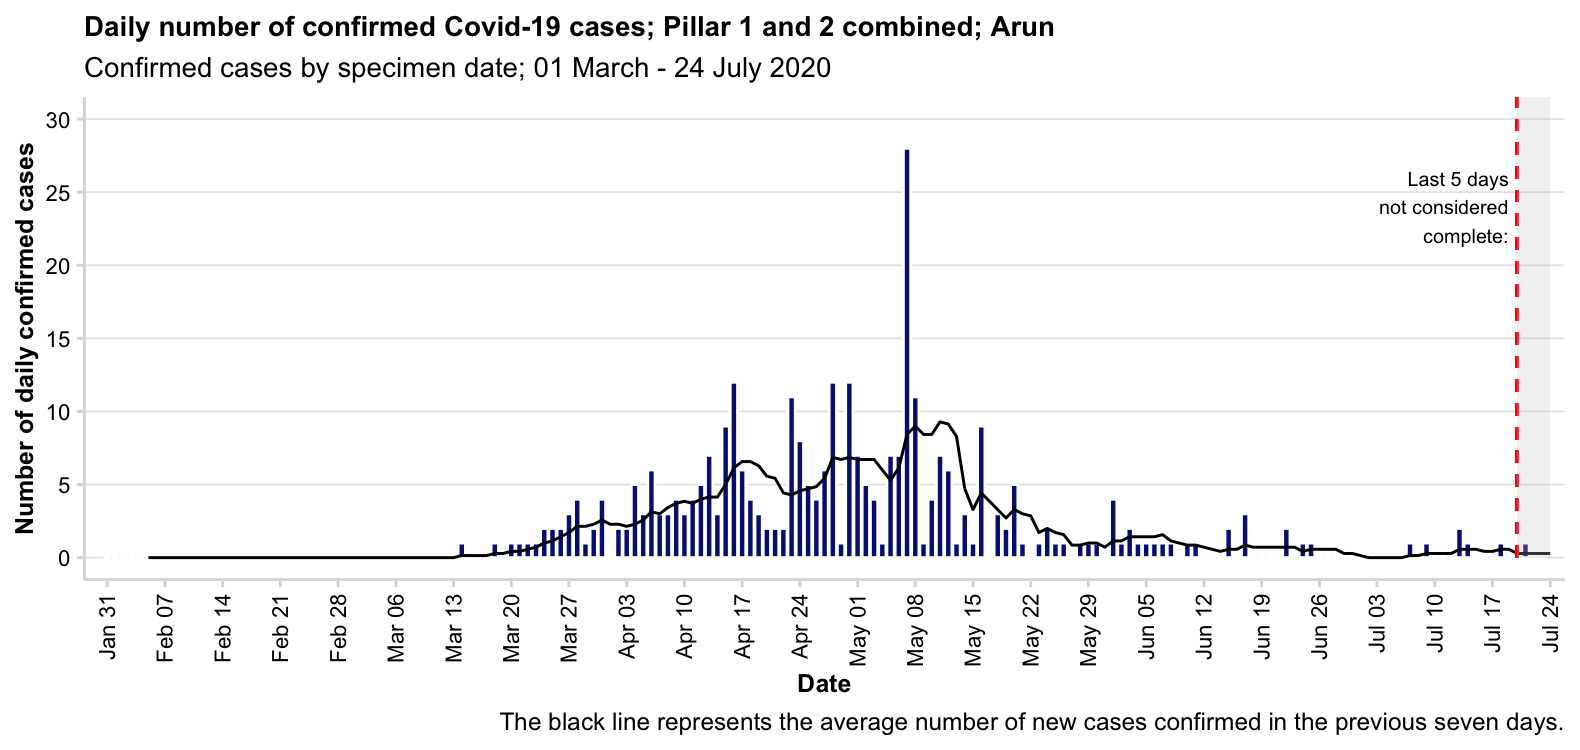 Daily number of confirmed Covid-19 cases; Pillar 1 and 2 combined; Arun
Confirmed cases by specimen date; 01 March - 24 July 2020
Number of daily confirmed cases
30
25
20
15
10
5
0
Last 5 days
not considered
complete:
Jan 31
Feb 07
Feb 14
Feb 21
Feb 28
Mar 06
Mar 13
Mar 20
Mar 27
Apr 03
Apr 10
Apr 17
Apr 24
May 01
May 08
May 15
May 22
May 29
Jun 05
Jun 12
Jun 19
Jun 26
Jul 03
Jul 10
Jul 17
Jul 24
Date
The black line represents the average number of new cases confirmed in the previous seven days.